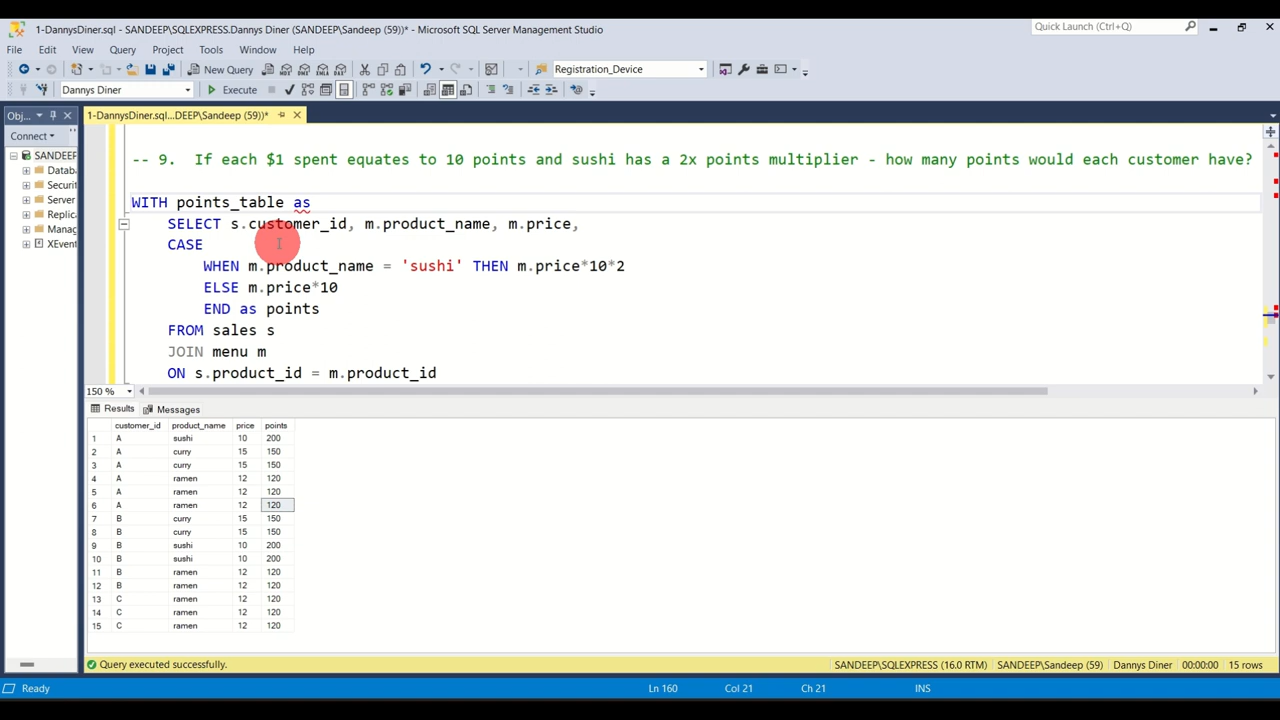 1-DannysDiner.sql - SANDEEP\SQLEXPRESS.Dannys Diner (SANDEEP\Sandeep (59))* - Microsoft SQL Server Management Studio
Quick Launch (Ctrl+Q)
File Edit View Query Project Tools Window Help
New Query Registration_Device
Dannys Diner Execute
Obj... 1-DannysDiner.sql...DEEP\Sandeep (59))*
Connect
SANDEEP
Datab
Securit
Server
Replic
Manag
XEvent
-- 9. If each $1 spent equates to 10 points and sushi has a 2x points multiplier - how many points would each customer have?
WITH points_table as
SELECT s.customer_id, m.product_name, m.price,
CASE
WHEN m.product_name = 'sushi' THEN m.price*10*2
ELSE m.price*10
END as points
FROM sales s
JOIN menu m
ON s.product_id = m.product_id
150 %
Results Messages
customer_id product_name price points
1 A sushi 10 200
2 A curry 15 150
3 A curry 15 150
4 A ramen 12 120
5 A ramen 12 120
6 A ramen 12 120
7 B curry 15 150
8 B curry 15 150
9 B sushi 10 200
10 B sushi 10 200
11 B ramen 12 120
12 B ramen 12 120
13 C ramen 12 120
14 C ramen 12 120
15 C ramen 12 120
Query executed successfully. SANDEEP\SQLEXPRESS (16.0 RTM) SANDEEP\Sandeep (59) Dannys Diner 00:00:00 15 rows
Ready Ln 160 Col 21 Ch 21 INS